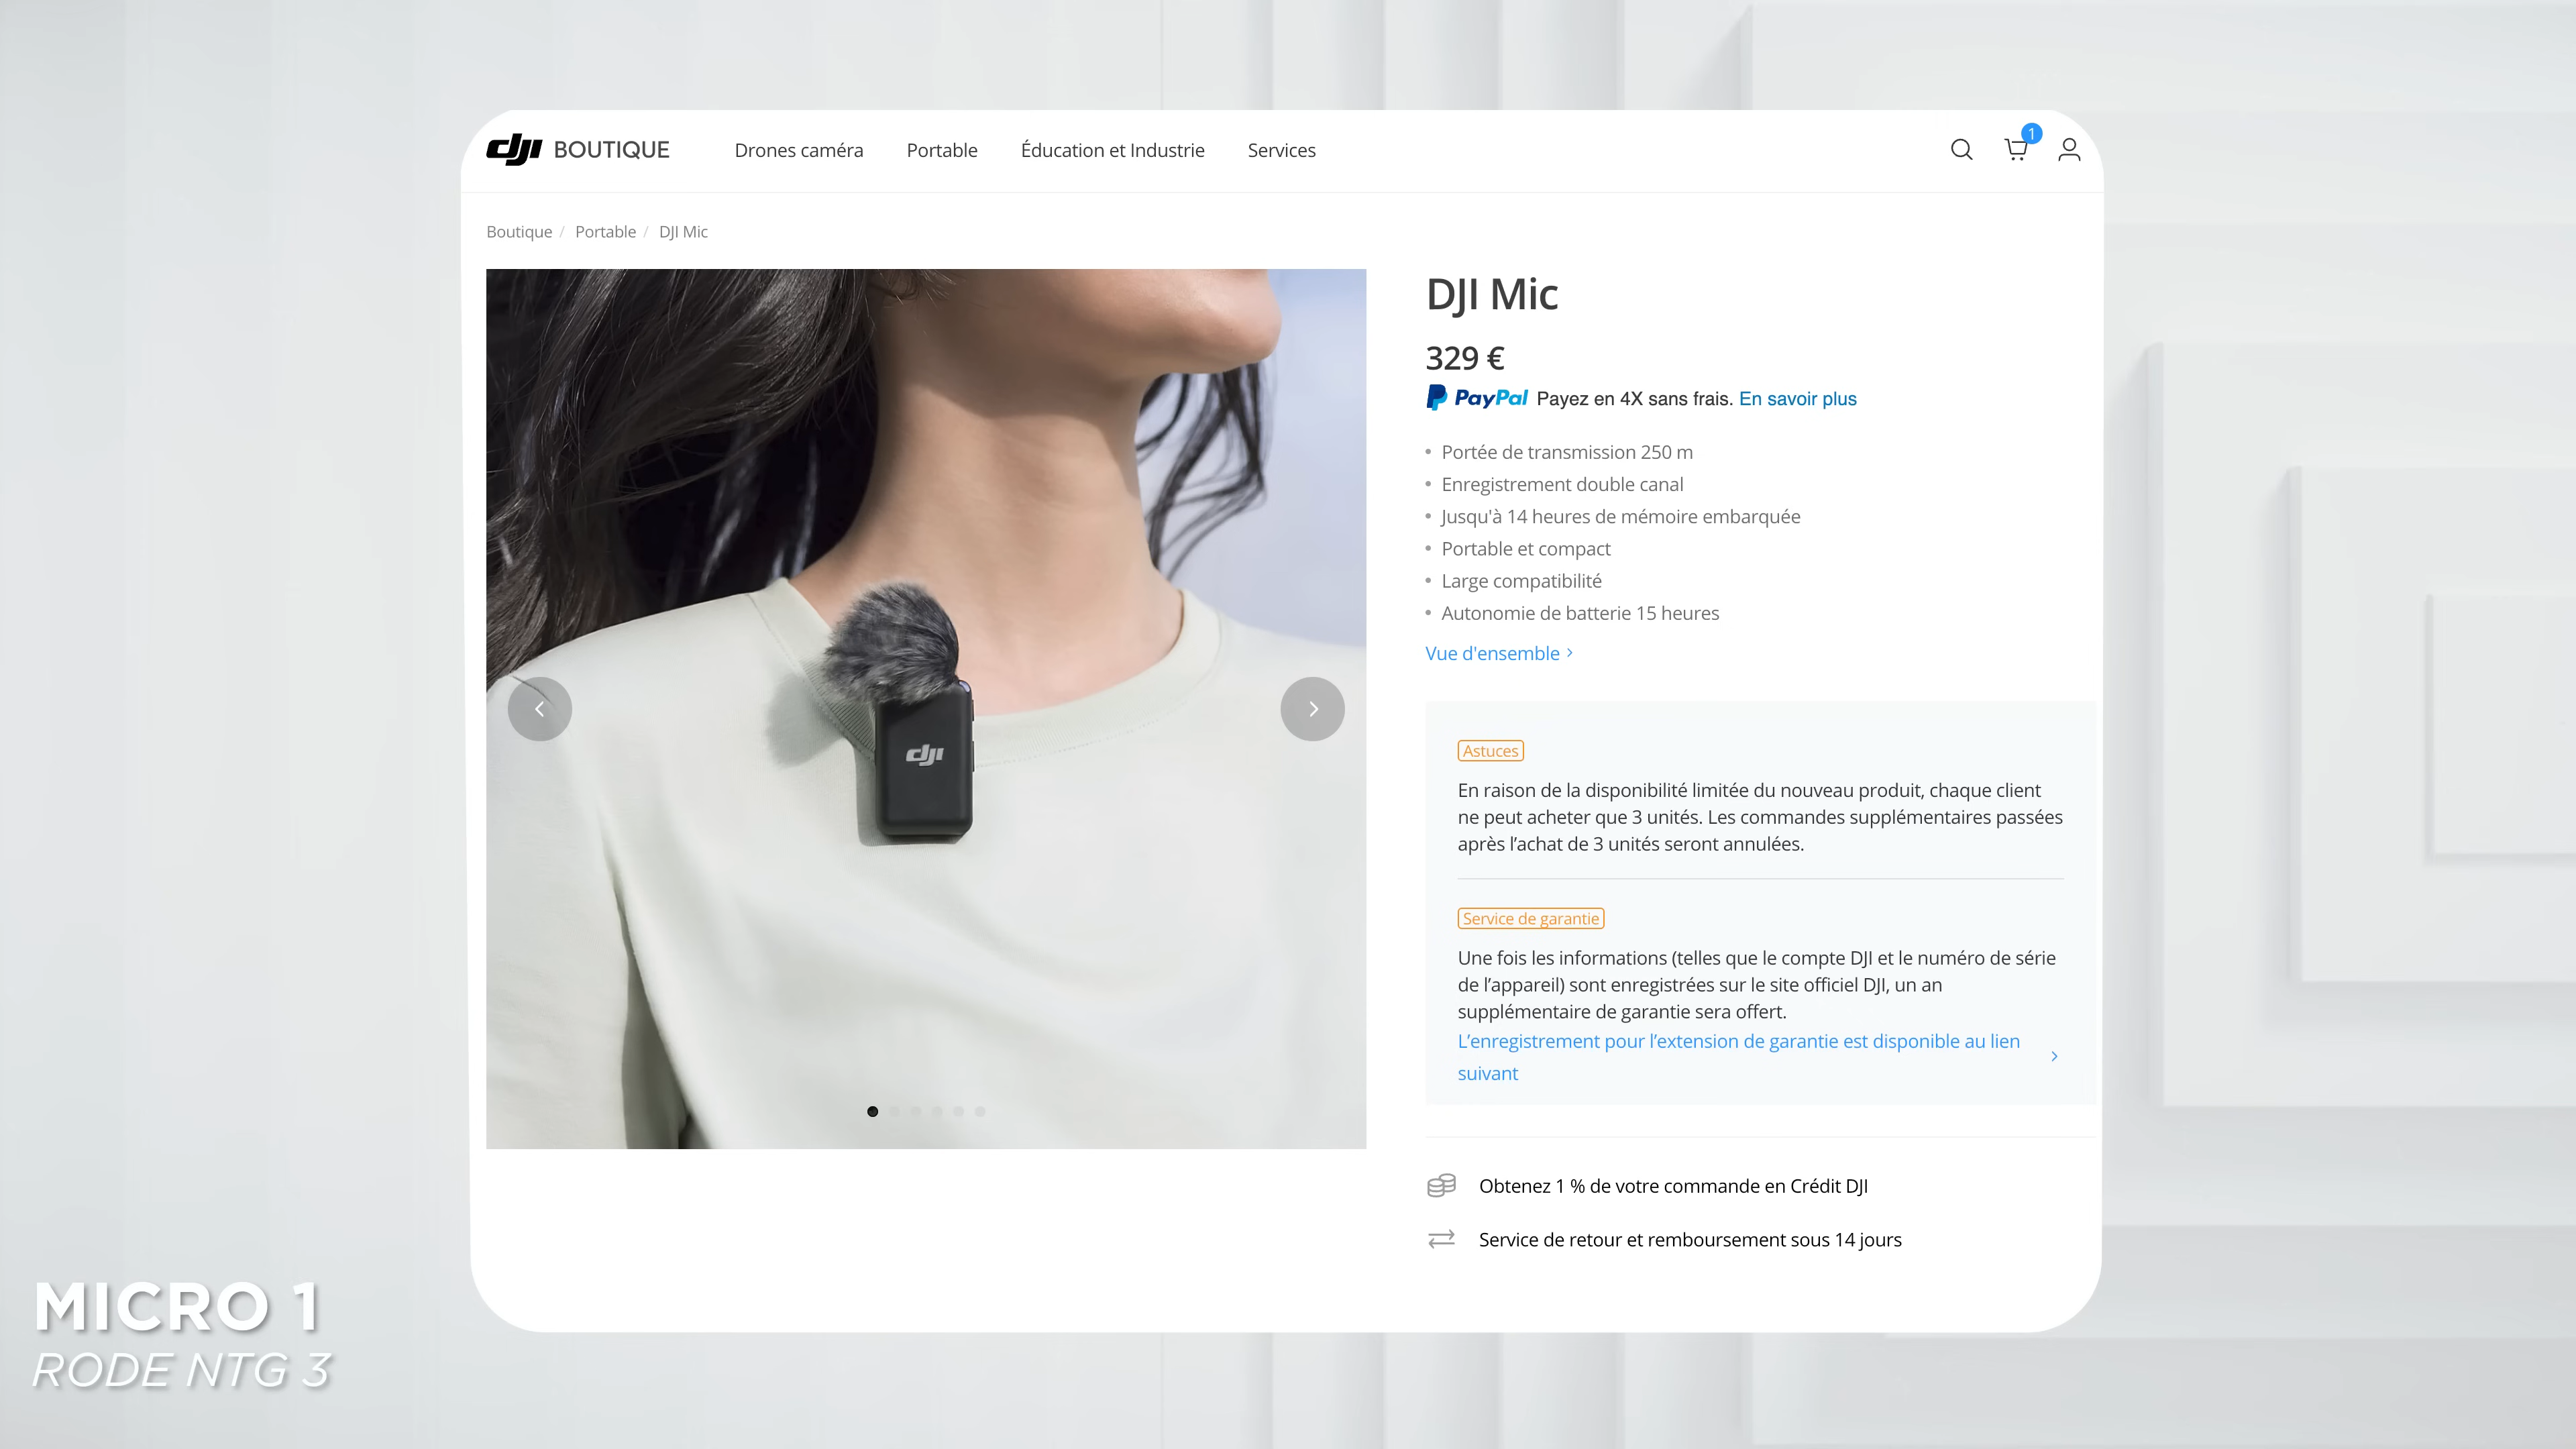 dji BOUTIQUE
Drones caméra
Portable
Éducation et Industrie
Services
1
Boutique / Portable / DJI Mic
dji
DJI Mic
329 €
PayPal Payez en 4X sans frais. En savoir plus
• Portée de transmission 250 m
• Enregistrement double canal
• Jusqu'à 14 heures de mémoire embarquée
• Portable et compact
• Large compatibilité
• Autonomie de batterie 15 heures
Vue d'ensemble >
Astuces
En raison de la disponibilité limitée du nouveau produit, chaque client
ne peut acheter que 3 unités. Les commandes supplémentaires passées
après l’achat de 3 unités seront annulées.
Service de garantie
Une fois les informations (telles que le compte DJI et le numéro de série
de l’appareil) sont enregistrées sur le site officiel DJI, un an
supplémentaire de garantie sera offert.
L’enregistrement pour l’extension de garantie est disponible au lien
suivant
Obtenez 1 % de votre commande en Crédit DJI
Service de retour et remboursement sous 14 jours
MICRO 1
RODE NTG 3